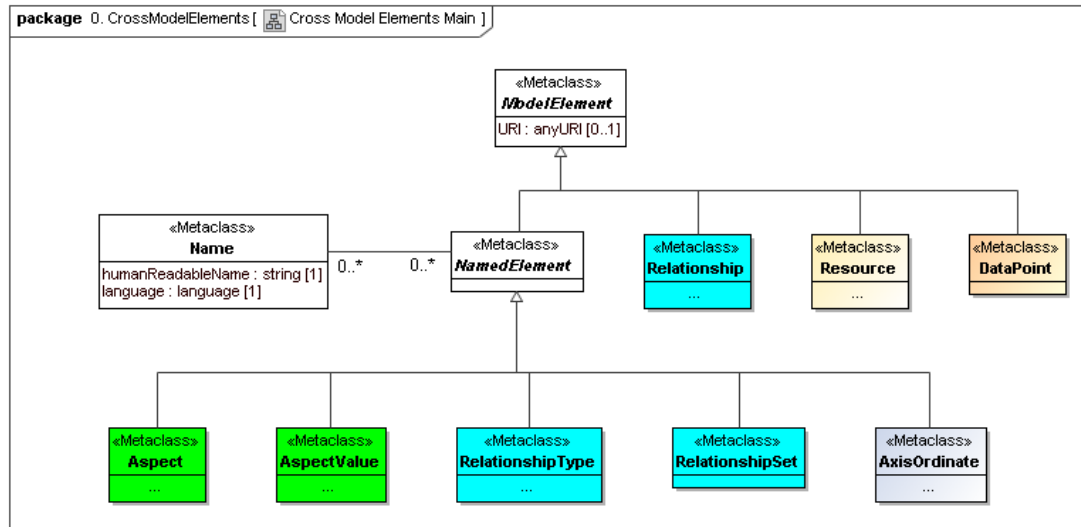 package 0. CrossModelElements [ Cross Model Elements Main ]
«Metaclass»
ModelElement
URI : anyURI [0..1]
«Metaclass»
Name
humanReadableName : string [1]
language : language [1]
0..*
0..*
«Metaclass»
NamedElement
«Metaclass»
Relationship
...
«Metaclass»
Resource
...
«Metaclass»
DataPoint
«Metaclass»
Aspect
...
«Metaclass»
AspectValue
...
«Metaclass»
RelationshipType
...
«Metaclass»
RelationshipSet
«Metaclass»
AxisOrdinate
...